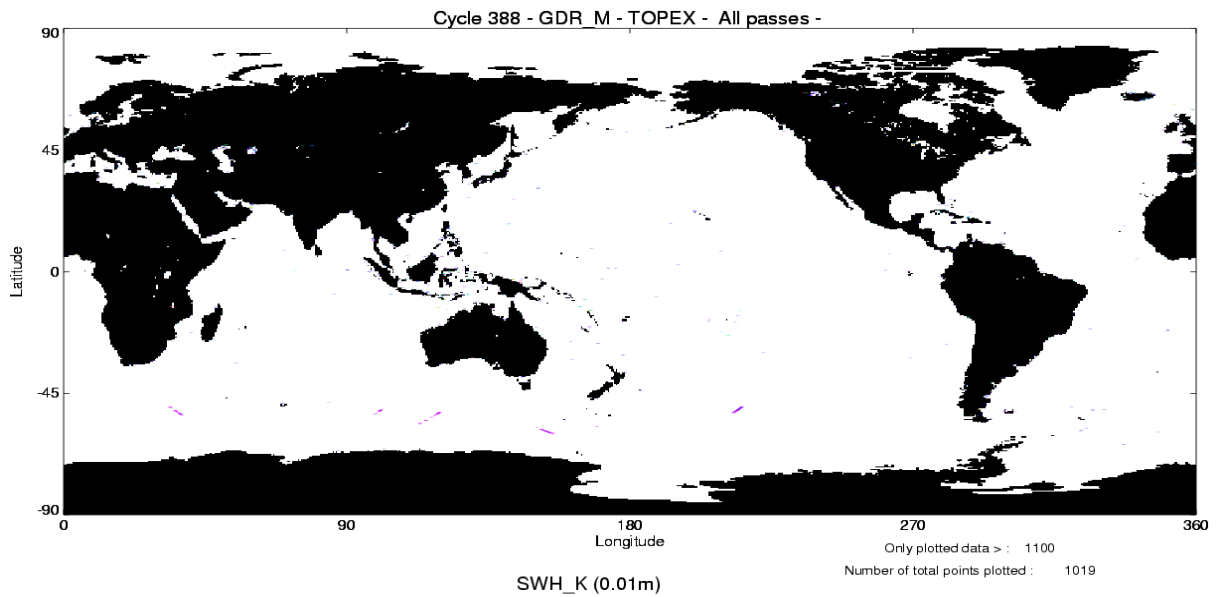 Cycle 388 - GDR_M - TOPEX - All passes -
90
45
0
-45
-90
Latitude
0
90
180
270
360
Longitude
Only plotted data > : 1100
Number of total points plotted : 1019
SWH_K (0.01m)